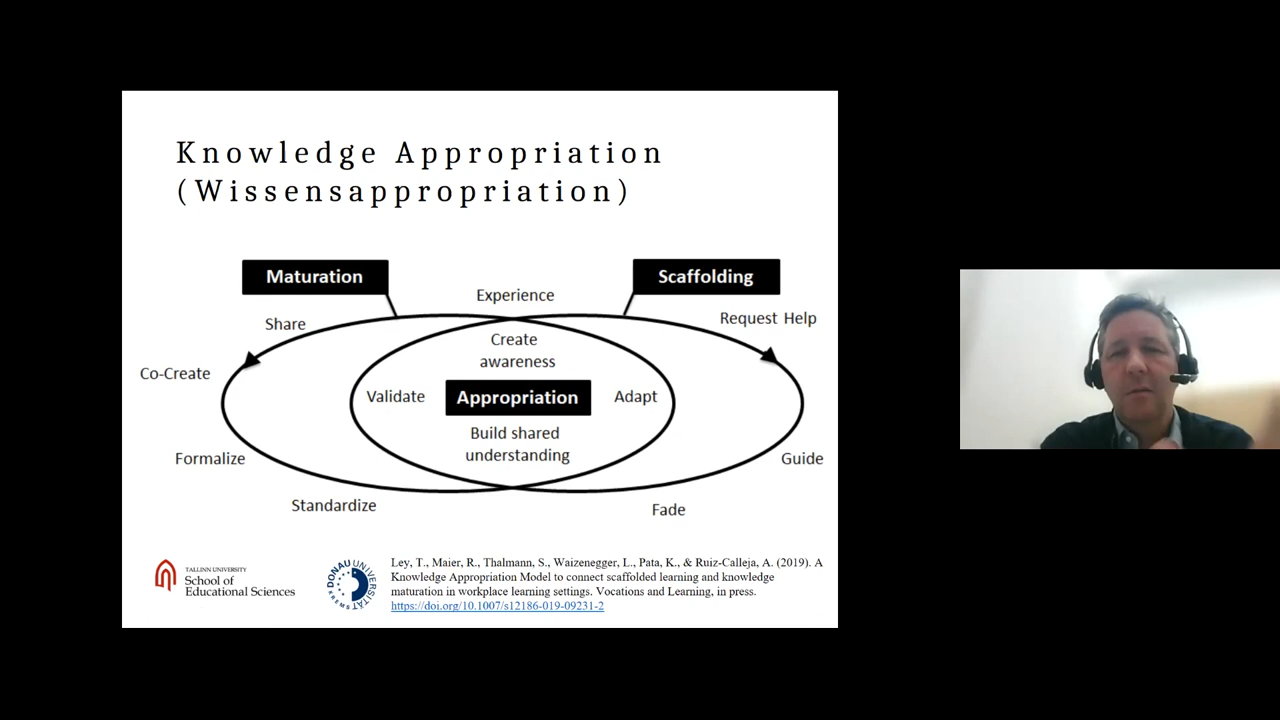 Knowledge Appropriation
(Wissensappropriation)
Maturation
Scaffolding
Experience
Share
Request Help
Create
awareness
Co-Create
Validate
Appropriation
Adapt
Build shared
understanding
Formalize
Guide
Standardize
Fade
TALLINN UNIVERSITY
School of
Educational Sciences
DONAU UNIVERSITÄT
KREMS
Ley, T., Maier, R., Thalmann, S., Waizenegger, L., Pata, K., & Ruiz-Calleja, A. (2019). A
Knowledge Appropriation Model to connect scaffolded learning and knowledge
maturation in workplace learning settings. Vocations and Learning, in press.
https://doi.org/10.1007/s12186-019-09231-2